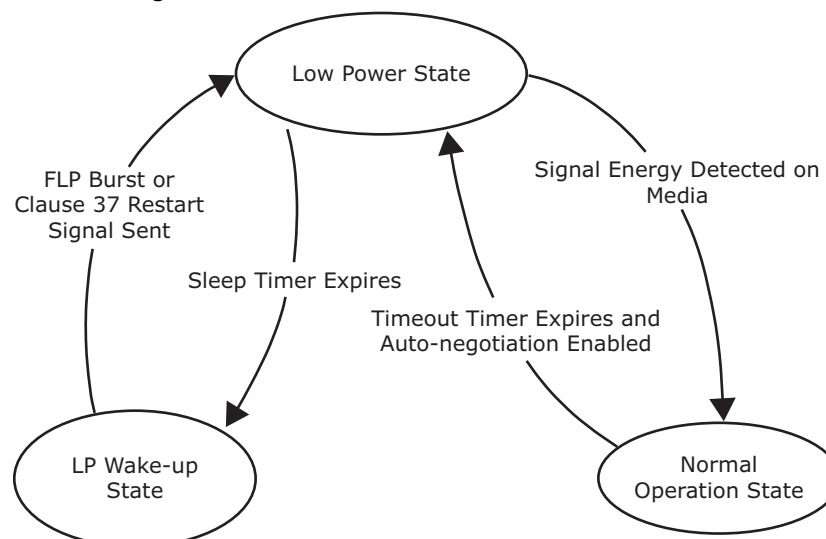 Low Power State
FLP Burst or
Clause 37 Restart
Signal Sent
Signal Energy Detected on
Media
Sleep Timer Expires
Timeout Timer Expires and
Auto-negotiation Enabled
LP Wake-up
State
Normal
Operation State